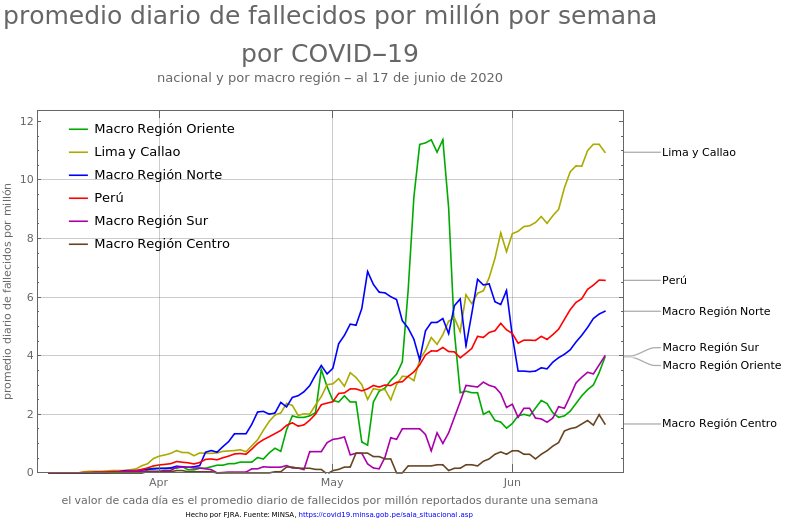 promedio diario de fallecidos por millón por semana
por COVID−19
nacional y por macro región − al 17 de junio de 2020
promedio diario de fallecidos por millón
12
10
8
6
4
2
0
Macro Región Oriente
Lima y Callao
Macro Región Norte
Perú
Macro Región Sur
Macro Región Centro
Lima y Callao
Perú
Macro Región Norte
Macro Región Sur
Macro Región Oriente
Macro Región Centro
Apr May Jun
el valor de cada día es el promedio diario de fallecidos por millón reportados durante una semana
Hecho por FJRA. Fuente: MINSA, https://covid19.minsa.gob.pe/sala_situacional.asp